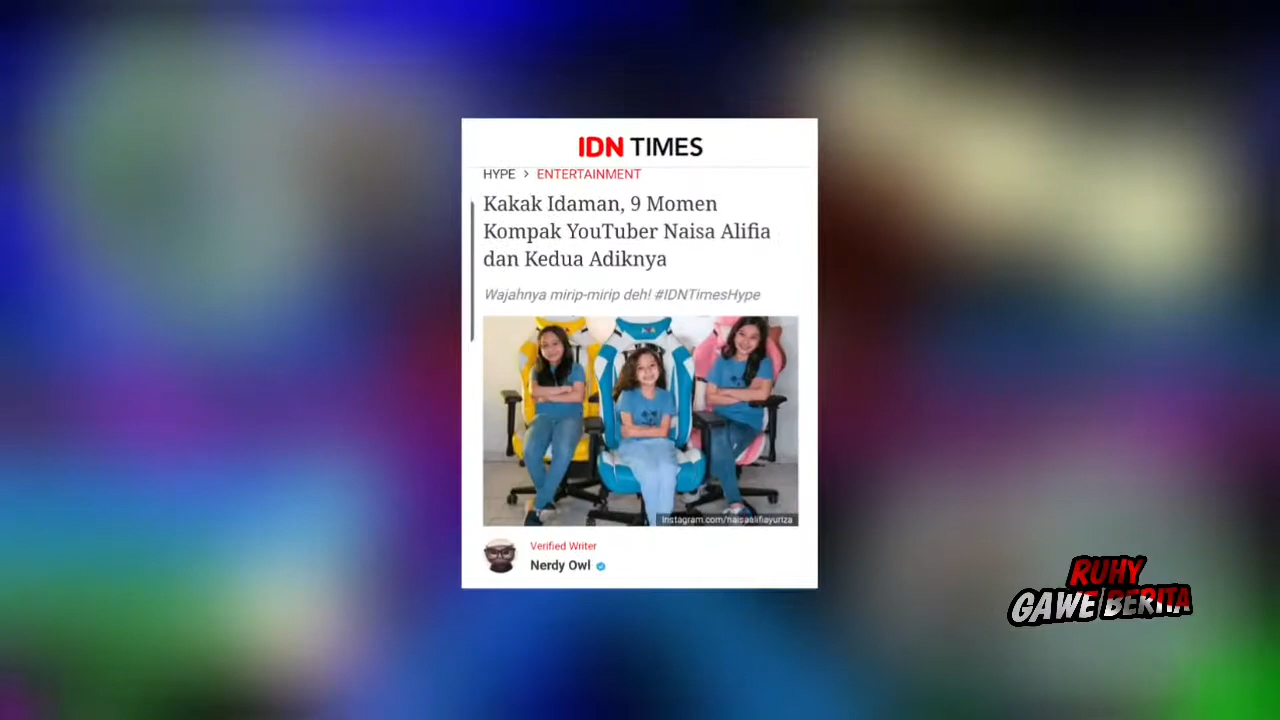 IDN TIMES
HYPE > ENTERTAINMENT
Kakak Idaman, 9 Momen
Kompak YouTuber Naisa Alifia
dan Kedua Adiknya
Wajahnya mirip-mirip deh! #IDNTimesHype
Instagram.com/naisaalifiayuriza
Verified Writer
Nerdy Owl
RUHY
GAWE BERITA